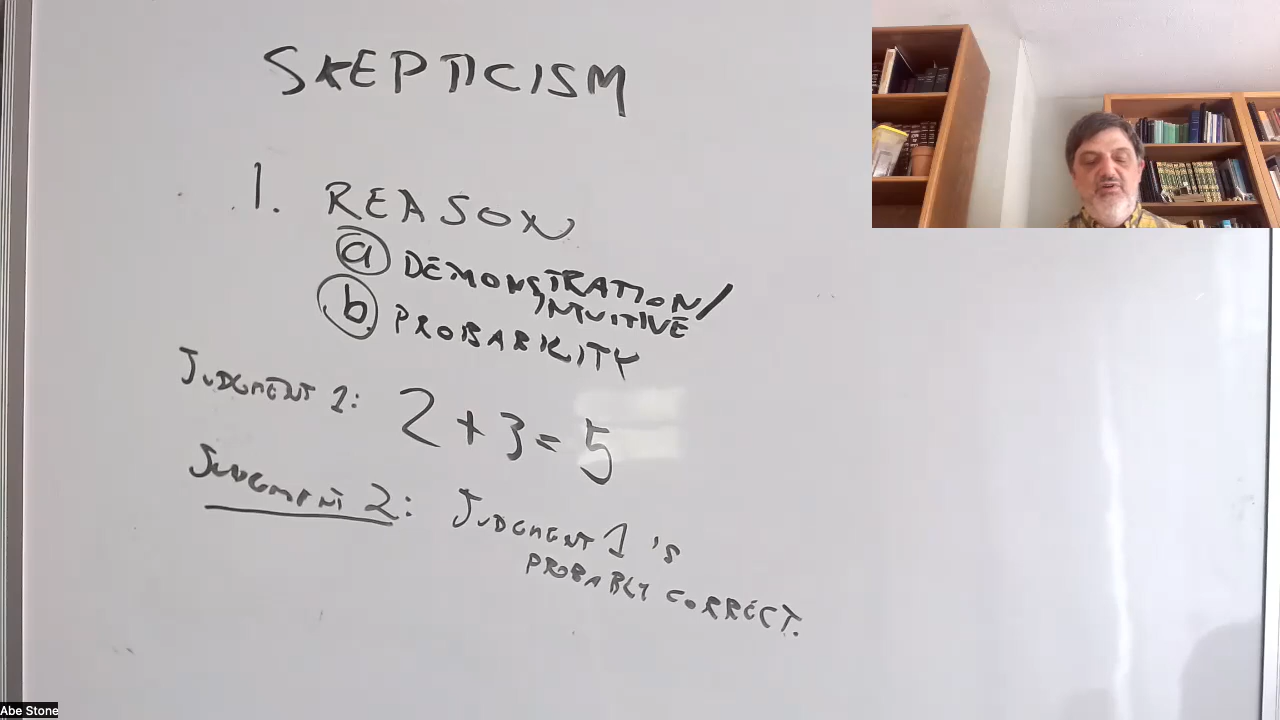 SKEPTICISM
1. REASON
a DEMONSTRATION/
INTUITIVE
b PROBABILITY
JUDGMENT 1: 2 + 3 = 5
JUDGMENT 2: JUDGMENT 1 IS
PROBABLY CORRECT.
Abe Stone